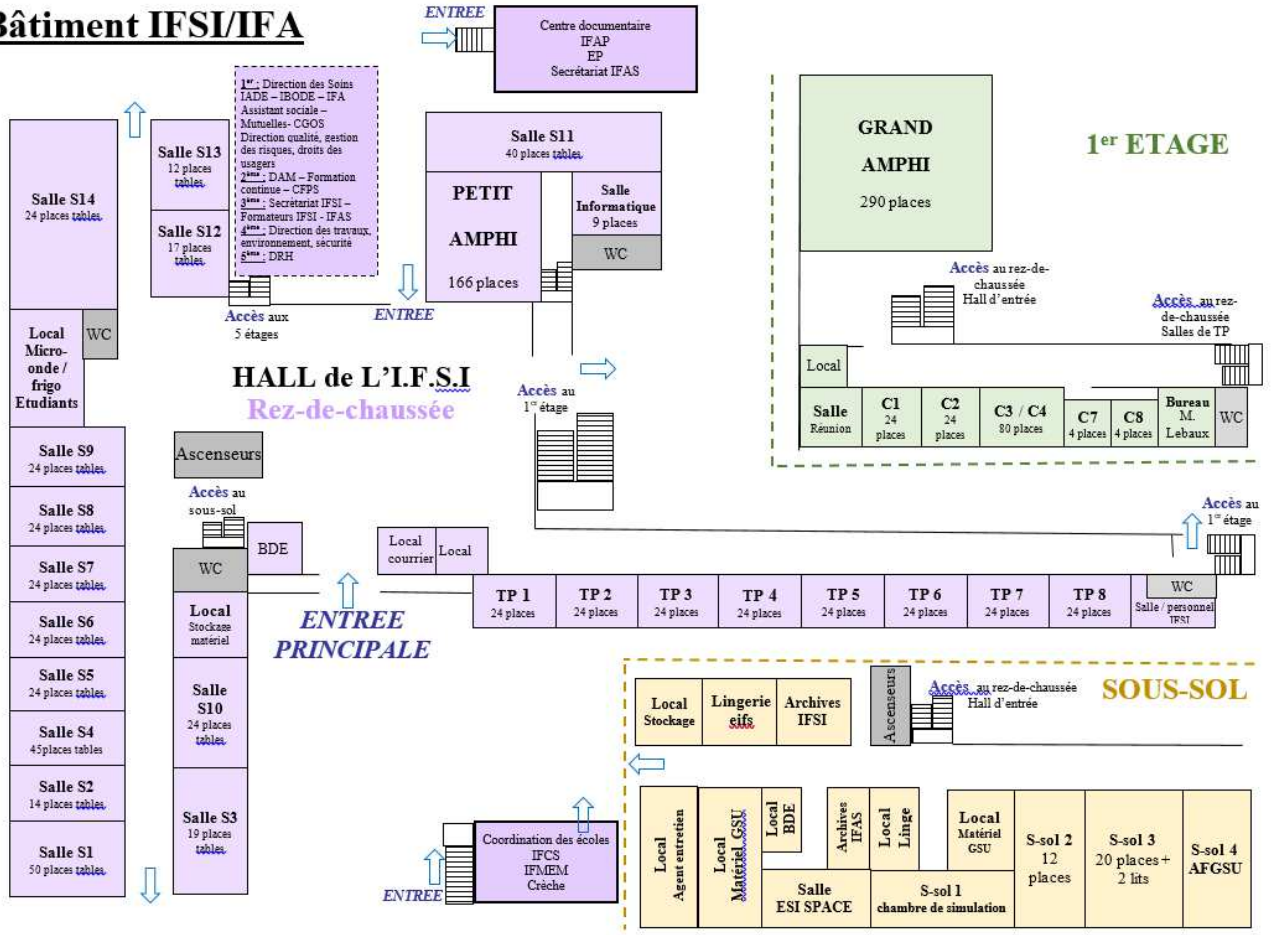 Bâtiment IFSI/IFA
ENTREE
Centre documentaire
IFAP
EP
Secrétariat IFAS
1er : Direction des Soins
IADE – IBODE – IFA
Assistant sociale –
Mutuelles- CGOS
Direction qualité, gestion
des risques, droits des
usagers
2ème : DAM – Formation
continue – CFPS
3ème : Secrétariat IFSI –
Formateurs IFSI - IFAS
4ème : Direction des travaux,
environnement, sécurité
5ème : DRH
Salle S14
24 places tables
Salle S13
12 places
tables
Salle S12
17 places
tables
Accès aux
5 étages
ENTREE
Salle S11
40 places tables
PETIT
AMPHI
166 places
Salle
Informatique
9 places
WC
Local
Micro-
onde /
frigo
Etudiants
WC
HALL de L'I.F.S.I
Rez-de-chaussée
Accès au
1er étage
GRAND
AMPHI
290 places
1er ETAGE
Accès au rez-de-
chaussée
Hall d'entrée
Accès au rez-
de-chaussée
Salles de TP
Local
Salle
Réunion
C1
24
places
C2
24
places
C3 / C4
80 places
C7
4 places
C8
4 places
Bureau
M.
Lebaux
WC
Salle S9
24 places tables
Salle S8
24 places tables
Salle S7
24 places tables
Salle S6
24 places tables
Salle S5
24 places tables
Salle S4
45places tables
Salle S2
14 places tables
Salle S1
50 places tables
Ascenseurs
Accès au
sous-sol
WC
BDE
Local
Stockage
matériel
Salle
S10
24 places
tables
Salle S3
19 places
tables
Local
courrier
Local
ENTREE
PRINCIPALE
TP 1
24 places
TP 2
24 places
TP 3
24 places
TP 4
24 places
TP 5
24 places
TP 6
24 places
TP 7
24 places
TP 8
24 places
WC
Salle / personnel
IFSI
Accès au
1er étage
ENTREE
Coordination des écoles
IFCS
IFMEM
Crèche
SOUS-SOL
Local
Stockage
Lingerie
eifs
Archives
IFSI
Ascenseurs
Accès au rez-de-chaussée
Hall d'entrée
Local
Agent entretien
Local
Matériel GSU
Local
BDE
Archives
IFAS
Local
Linge
Local
Matériel
GSU
Salle
ESI SPACE
S-sol 1
chambre de simulation
S-sol 2
12
places
S-sol 3
20 places +
2 lits
S-sol 4
AFGSU